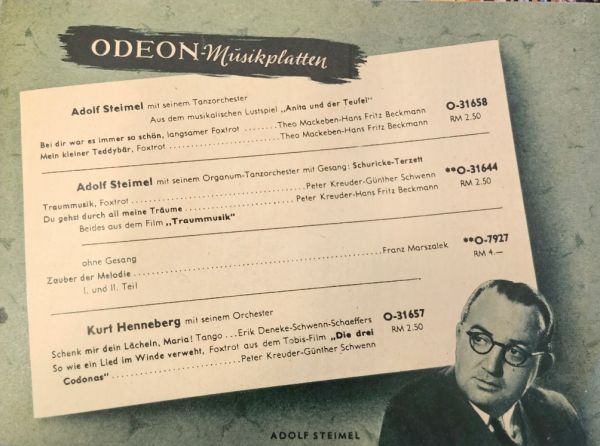 ODEON-Musikplatten
Adolf Steimel mit seinem Tanzorchester
Aus dem musikalischen Lustspiel „Anita und der Teufel"
Bei dir war es immer so schön, langsamer Foxtrot ........ Theo Mackeben-Hans Fritz Beckmann O-31658
Mein kleiner Teddybär, Foxtrot .................... Theo Mackeben-Hans Fritz Beckmann RM 2.50
Adolf Steimel mit seinem Organum-Tanzorchester mit Gesang: Schuricke-Terzett
Traummusik, Foxtrot ........................ Peter Kreuder-Günther Schwenn **O-31644
Du gehst durch all meine Träume .................... Peter Kreuder-Hans Fritz Beckmann RM 2.50
Beides aus dem Film „Traummusik"
ohne Gesang
Zauber der Melodie ........................................ Franz Marszalek **O-7927
I. und II. Teil RM 4.—
Kurt Henneberg mit seinem Orchester
Schenk mir dein Lächeln, Maria! Tango ... Erik Deneke-Schwenn-Schaeffers O-31657
So wie ein Lied im Winde verweht, Foxtrot aus dem Tobis-Film „Die drei RM 2.50
Codonas" ........................ Peter Kreuder-Günther Schwenn
ADOLF STEIMEL